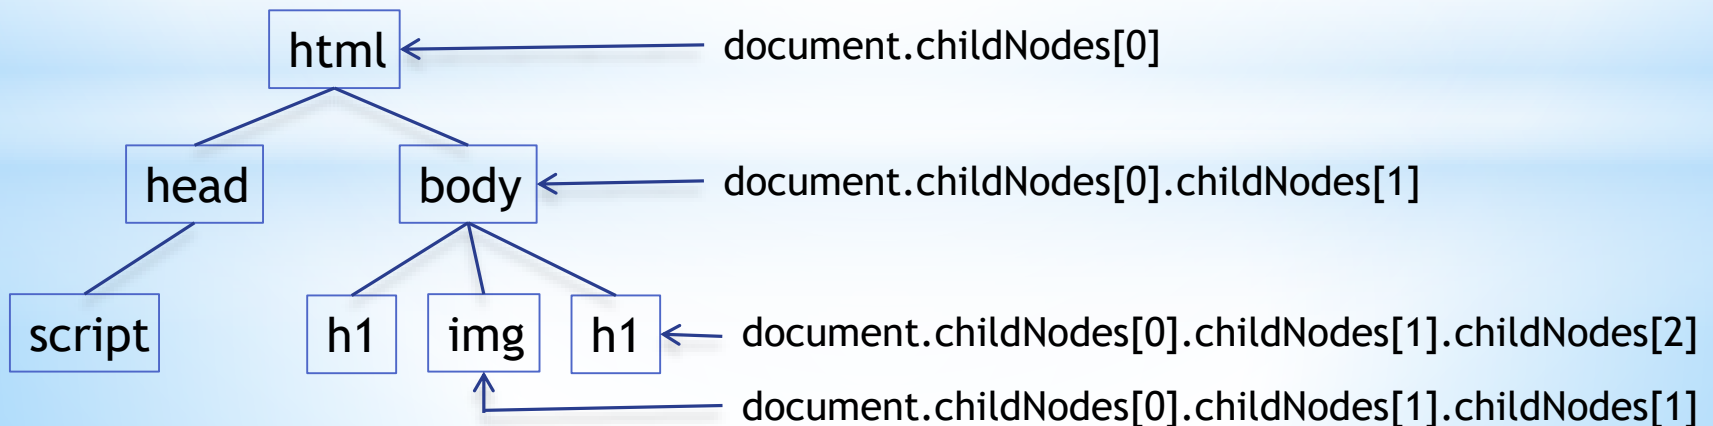 html
document.childNodes[0]
head
body
document.childNodes[0].childNodes[1]
script
h1
img
h1
document.childNodes[0].childNodes[1].childNodes[2]
document.childNodes[0].childNodes[1].childNodes[1]